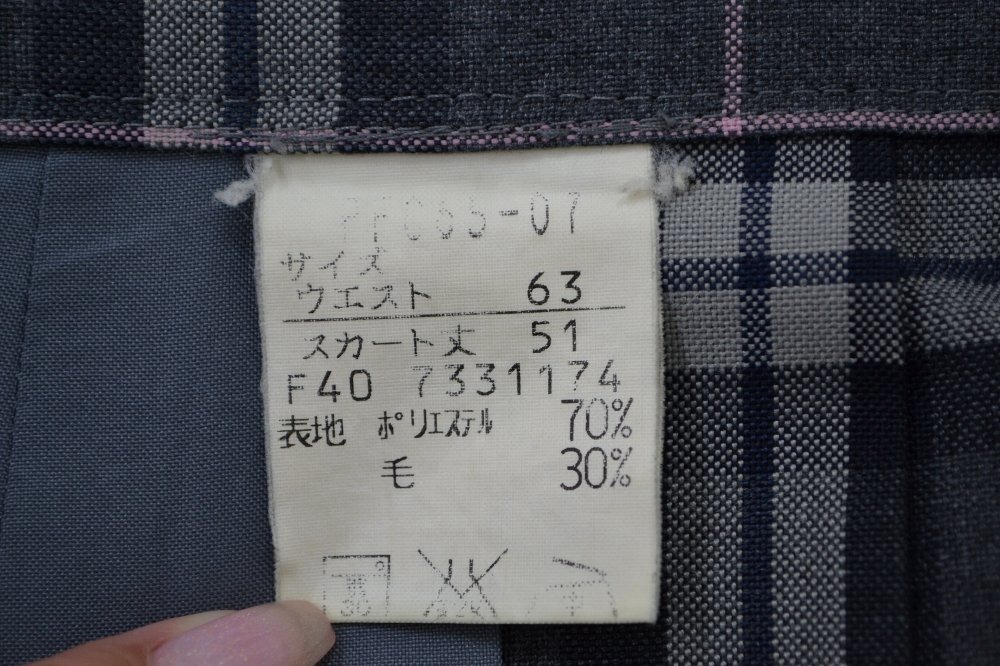 サイズ
ウエスト 63
スカート丈 51
F40 7331174
表地 ポリエステル 70%
毛 30%